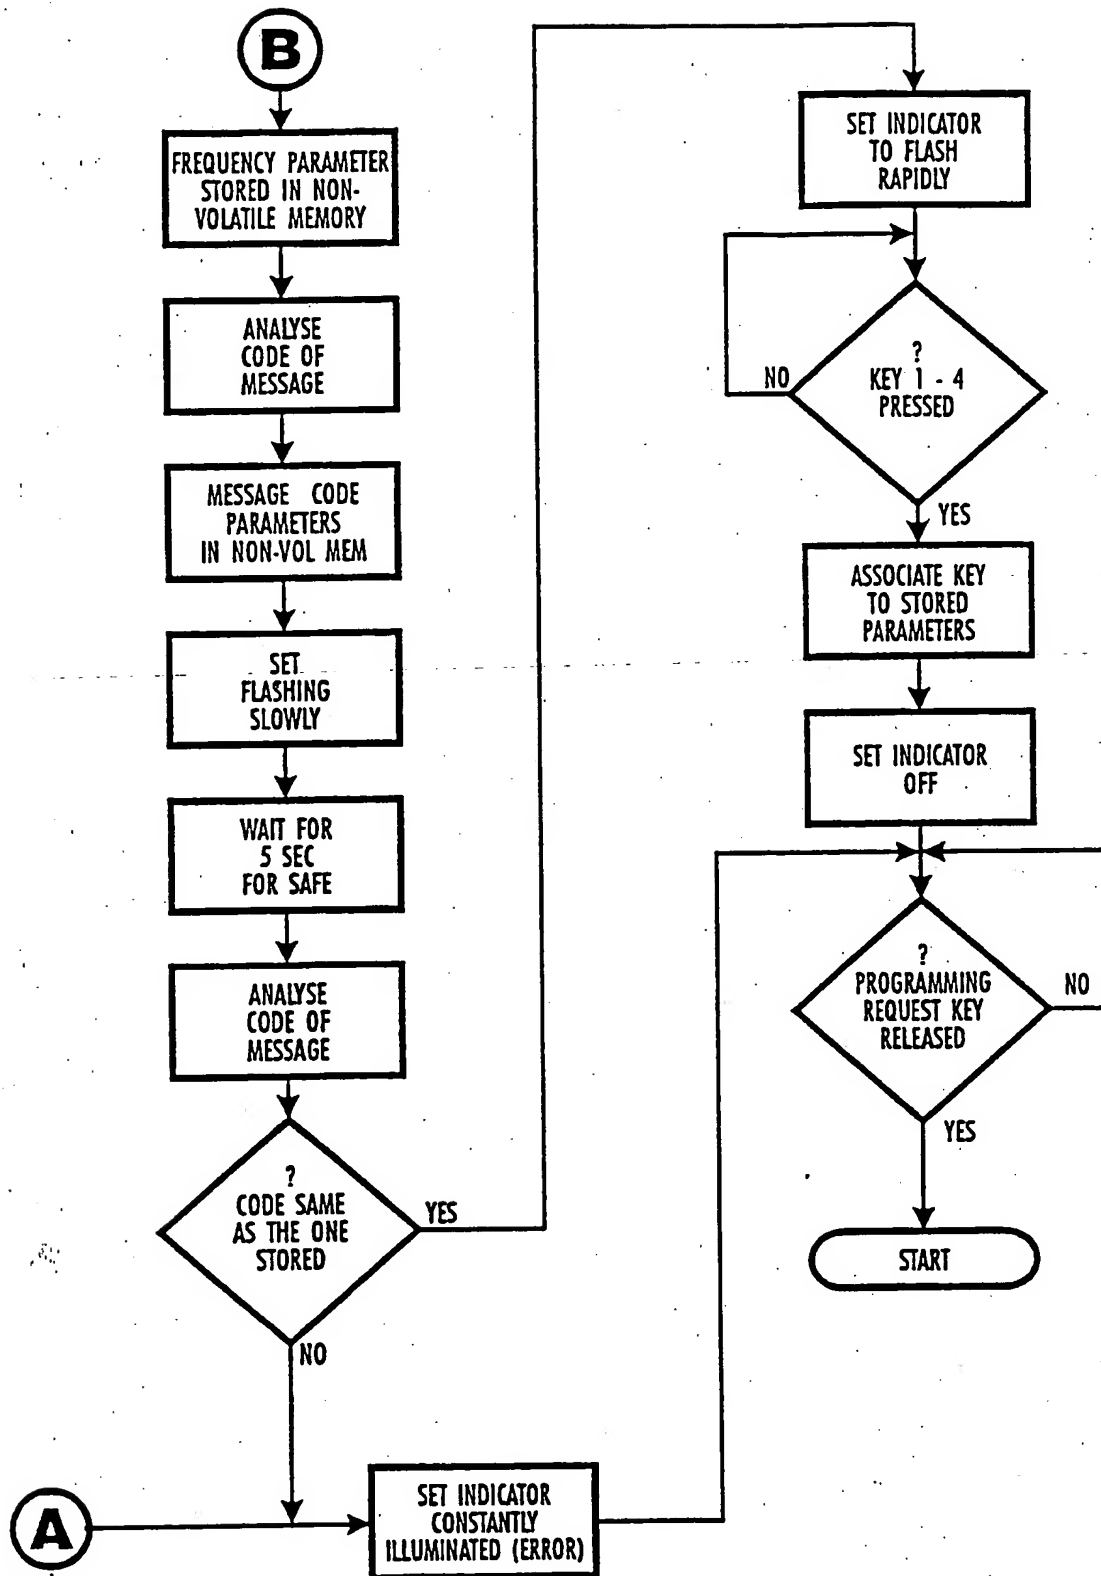 B
FREQUENCY PARAMETER
STORED IN NON-
VOLATILE MEMORY
ANALYSE
CODE OF
MESSAGE
MESSAGE CODE
PARAMETERS
IN NON-VOL MEM
SET
FLASHING
SLOWLY
WAIT FOR
5 SEC
FOR SAFE
ANALYSE
CODE OF
MESSAGE
?
CODE SAME
AS THE ONE
STORED
YES
NO
A
SET INDICATOR
CONSTANTLY
ILLUMINATED (ERROR)
SET INDICATOR
TO FLASH
RAPIDLY
?
KEY 1 - 4
PRESSED
NO
YES
ASSOCIATE KEY
TO STORED
PARAMETERS
SET INDICATOR
OFF
?
PROGRAMMING
REQUEST KEY
RELEASED
NO
YES
START